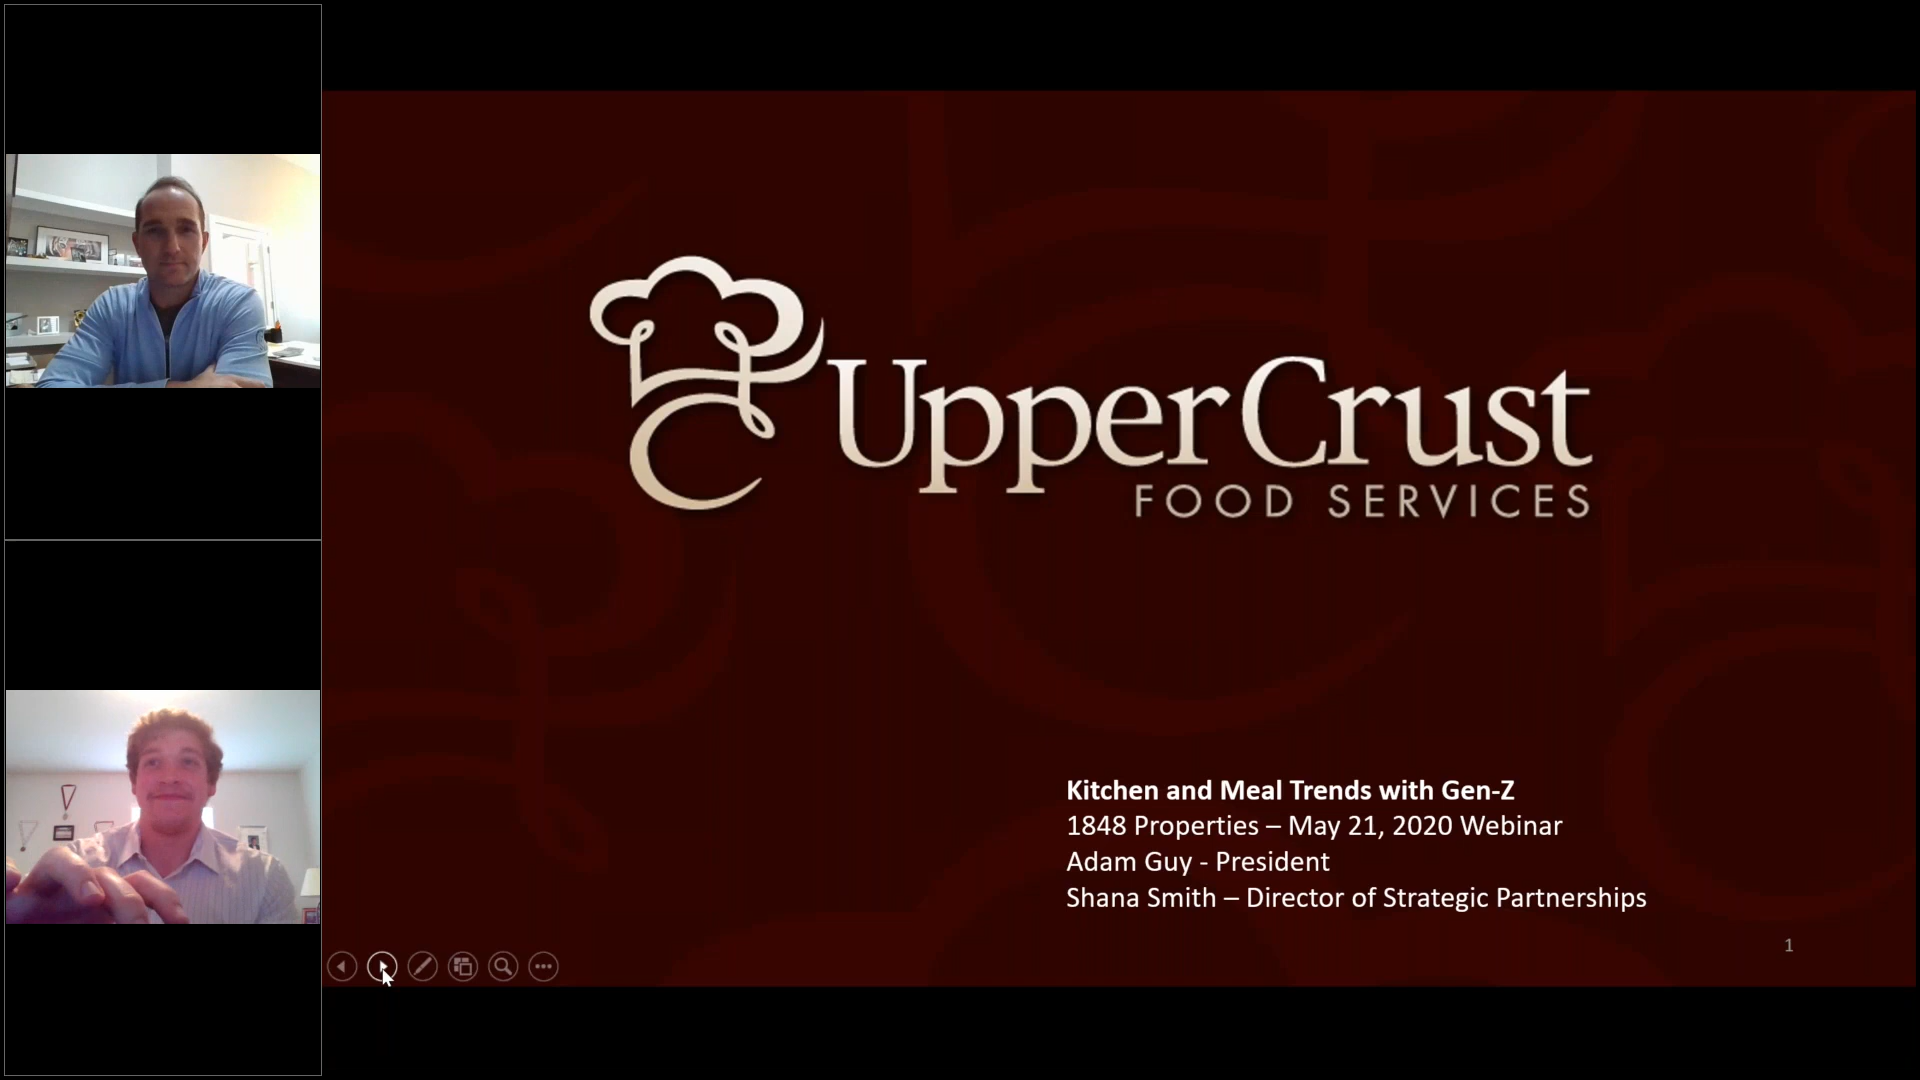 UpperCrust
FOOD SERVICES
Kitchen and Meal Trends with Gen-Z
1848 Properties – May 21, 2020 Webinar
Adam Guy - President
Shana Smith – Director of Strategic Partnerships
1